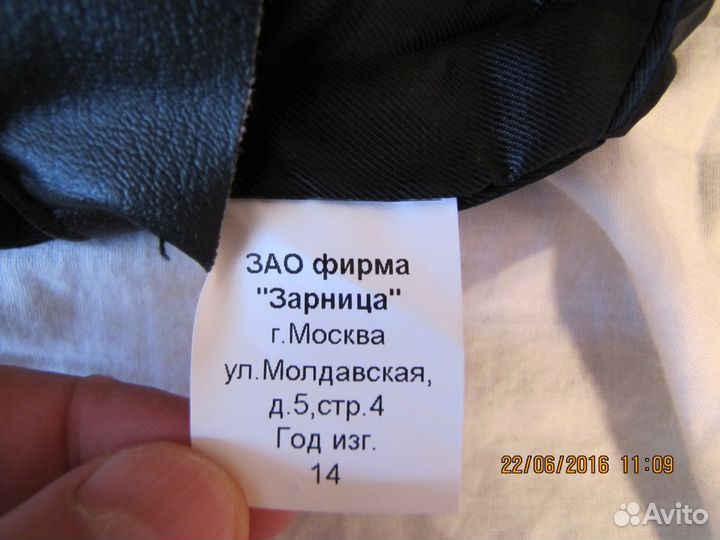 ЗАО фирма
"Зарница"
г.Москва
ул.Молдавская,
д.5,стр.4
Год изг.
14
22/06/2016 11:09
Avito